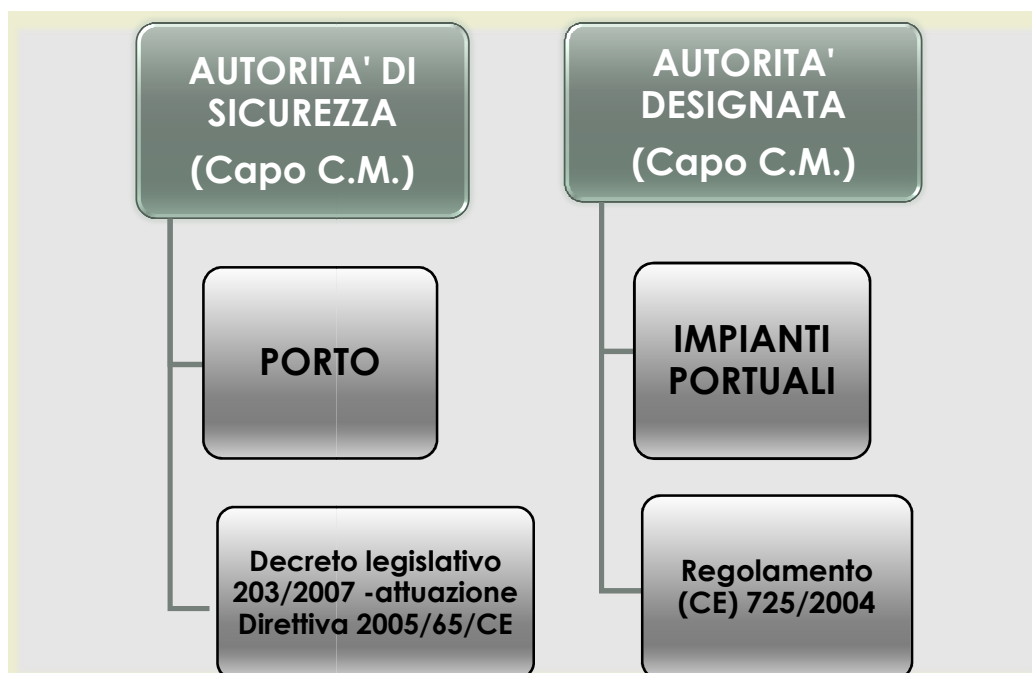 AUTORITA' DI
SICUREZZA
(Capo C.M.)
PORTO
Decreto legislativo
203/2007 -attuazione
Direttiva 2005/65/CE
AUTORITA'
DESIGNATA
(Capo C.M.)
IMPIANTI
PORTUALI
Regolamento
(CE) 725/2004